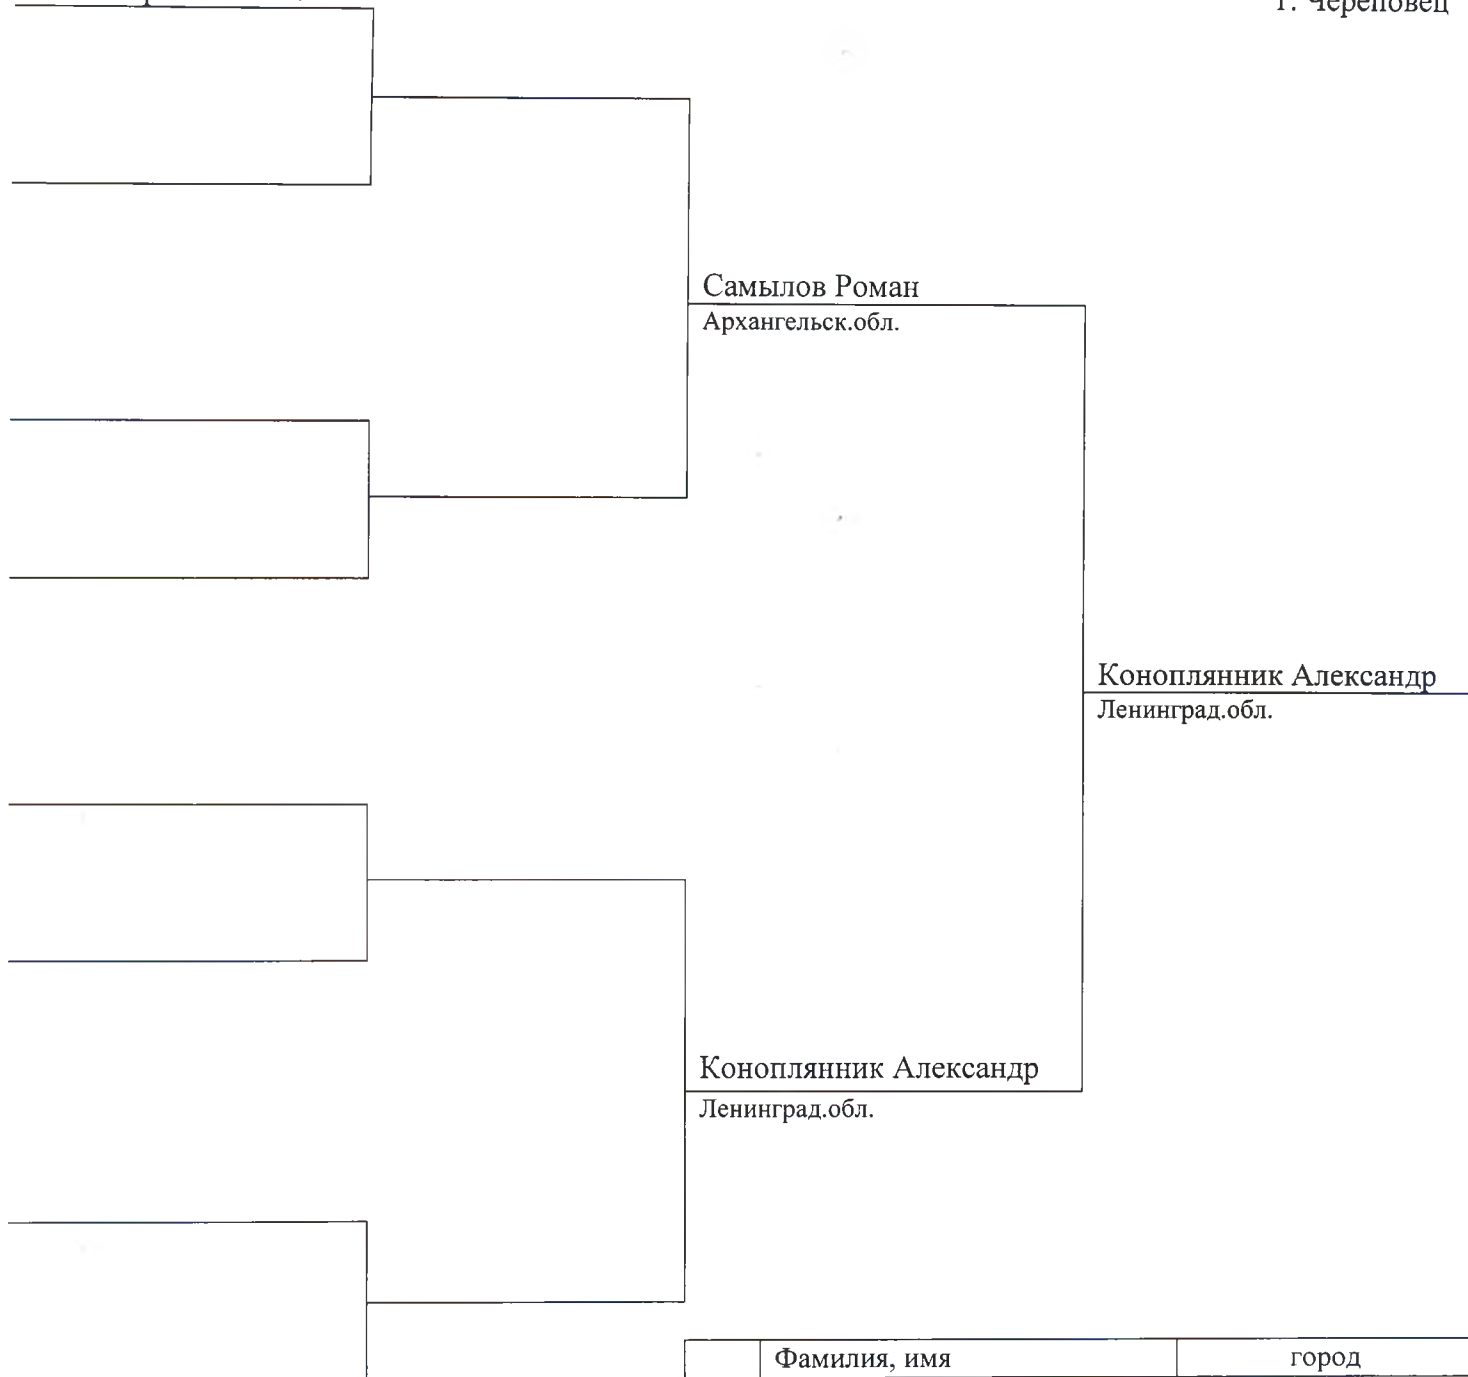 г. Череповец
Самылов Роман
Архангельск.обл.
Коноплянник Александр
Ленинград.обл.
Коноплянник Александр
Ленинград.обл.
Фамилия, имя
город